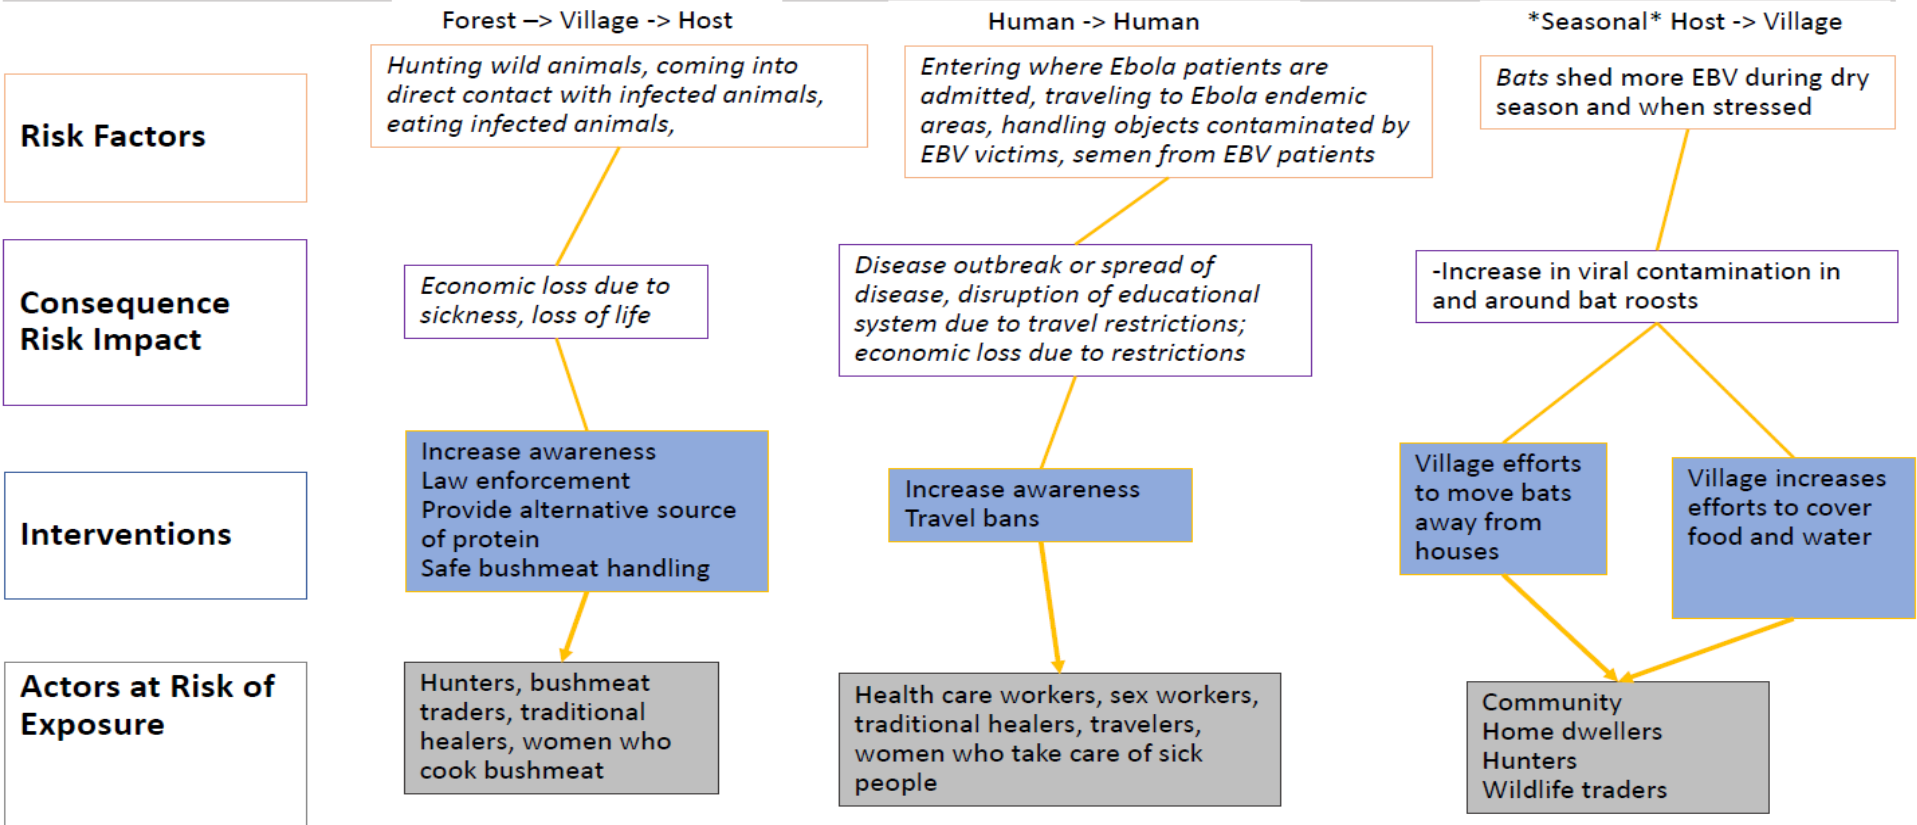 Forest –> Village -> Host
Human -> Human
*Seasonal* Host -> Village
Risk Factors
Hunting wild animals, coming into
direct contact with infected animals,
eating infected animals,
Entering where Ebola patients are
admitted, traveling to Ebola endemic
areas, handling objects contaminated by
EBV victims, semen from EBV patients
Bats shed more EBV during dry
season and when stressed
Consequence
Risk Impact
Economic loss due to
sickness, loss of life
Disease outbreak or spread of
disease, disruption of educational
system due to travel restrictions;
economic loss due to restrictions
-Increase in viral contamination in
and around bat roosts
Interventions
Increase awareness
Law enforcement
Provide alternative source
of protein
Safe bushmeat handling
Increase awareness
Travel bans
Village efforts
to move bats
away from
houses
Village increases
efforts to cover
food and water
Actors at Risk of
Exposure
Hunters, bushmeat
traders, traditional
healers, women who
cook bushmeat
Health care workers, sex workers,
traditional healers, travelers,
women who take care of sick
people
Community
Home dwellers
Hunters
Wildlife traders